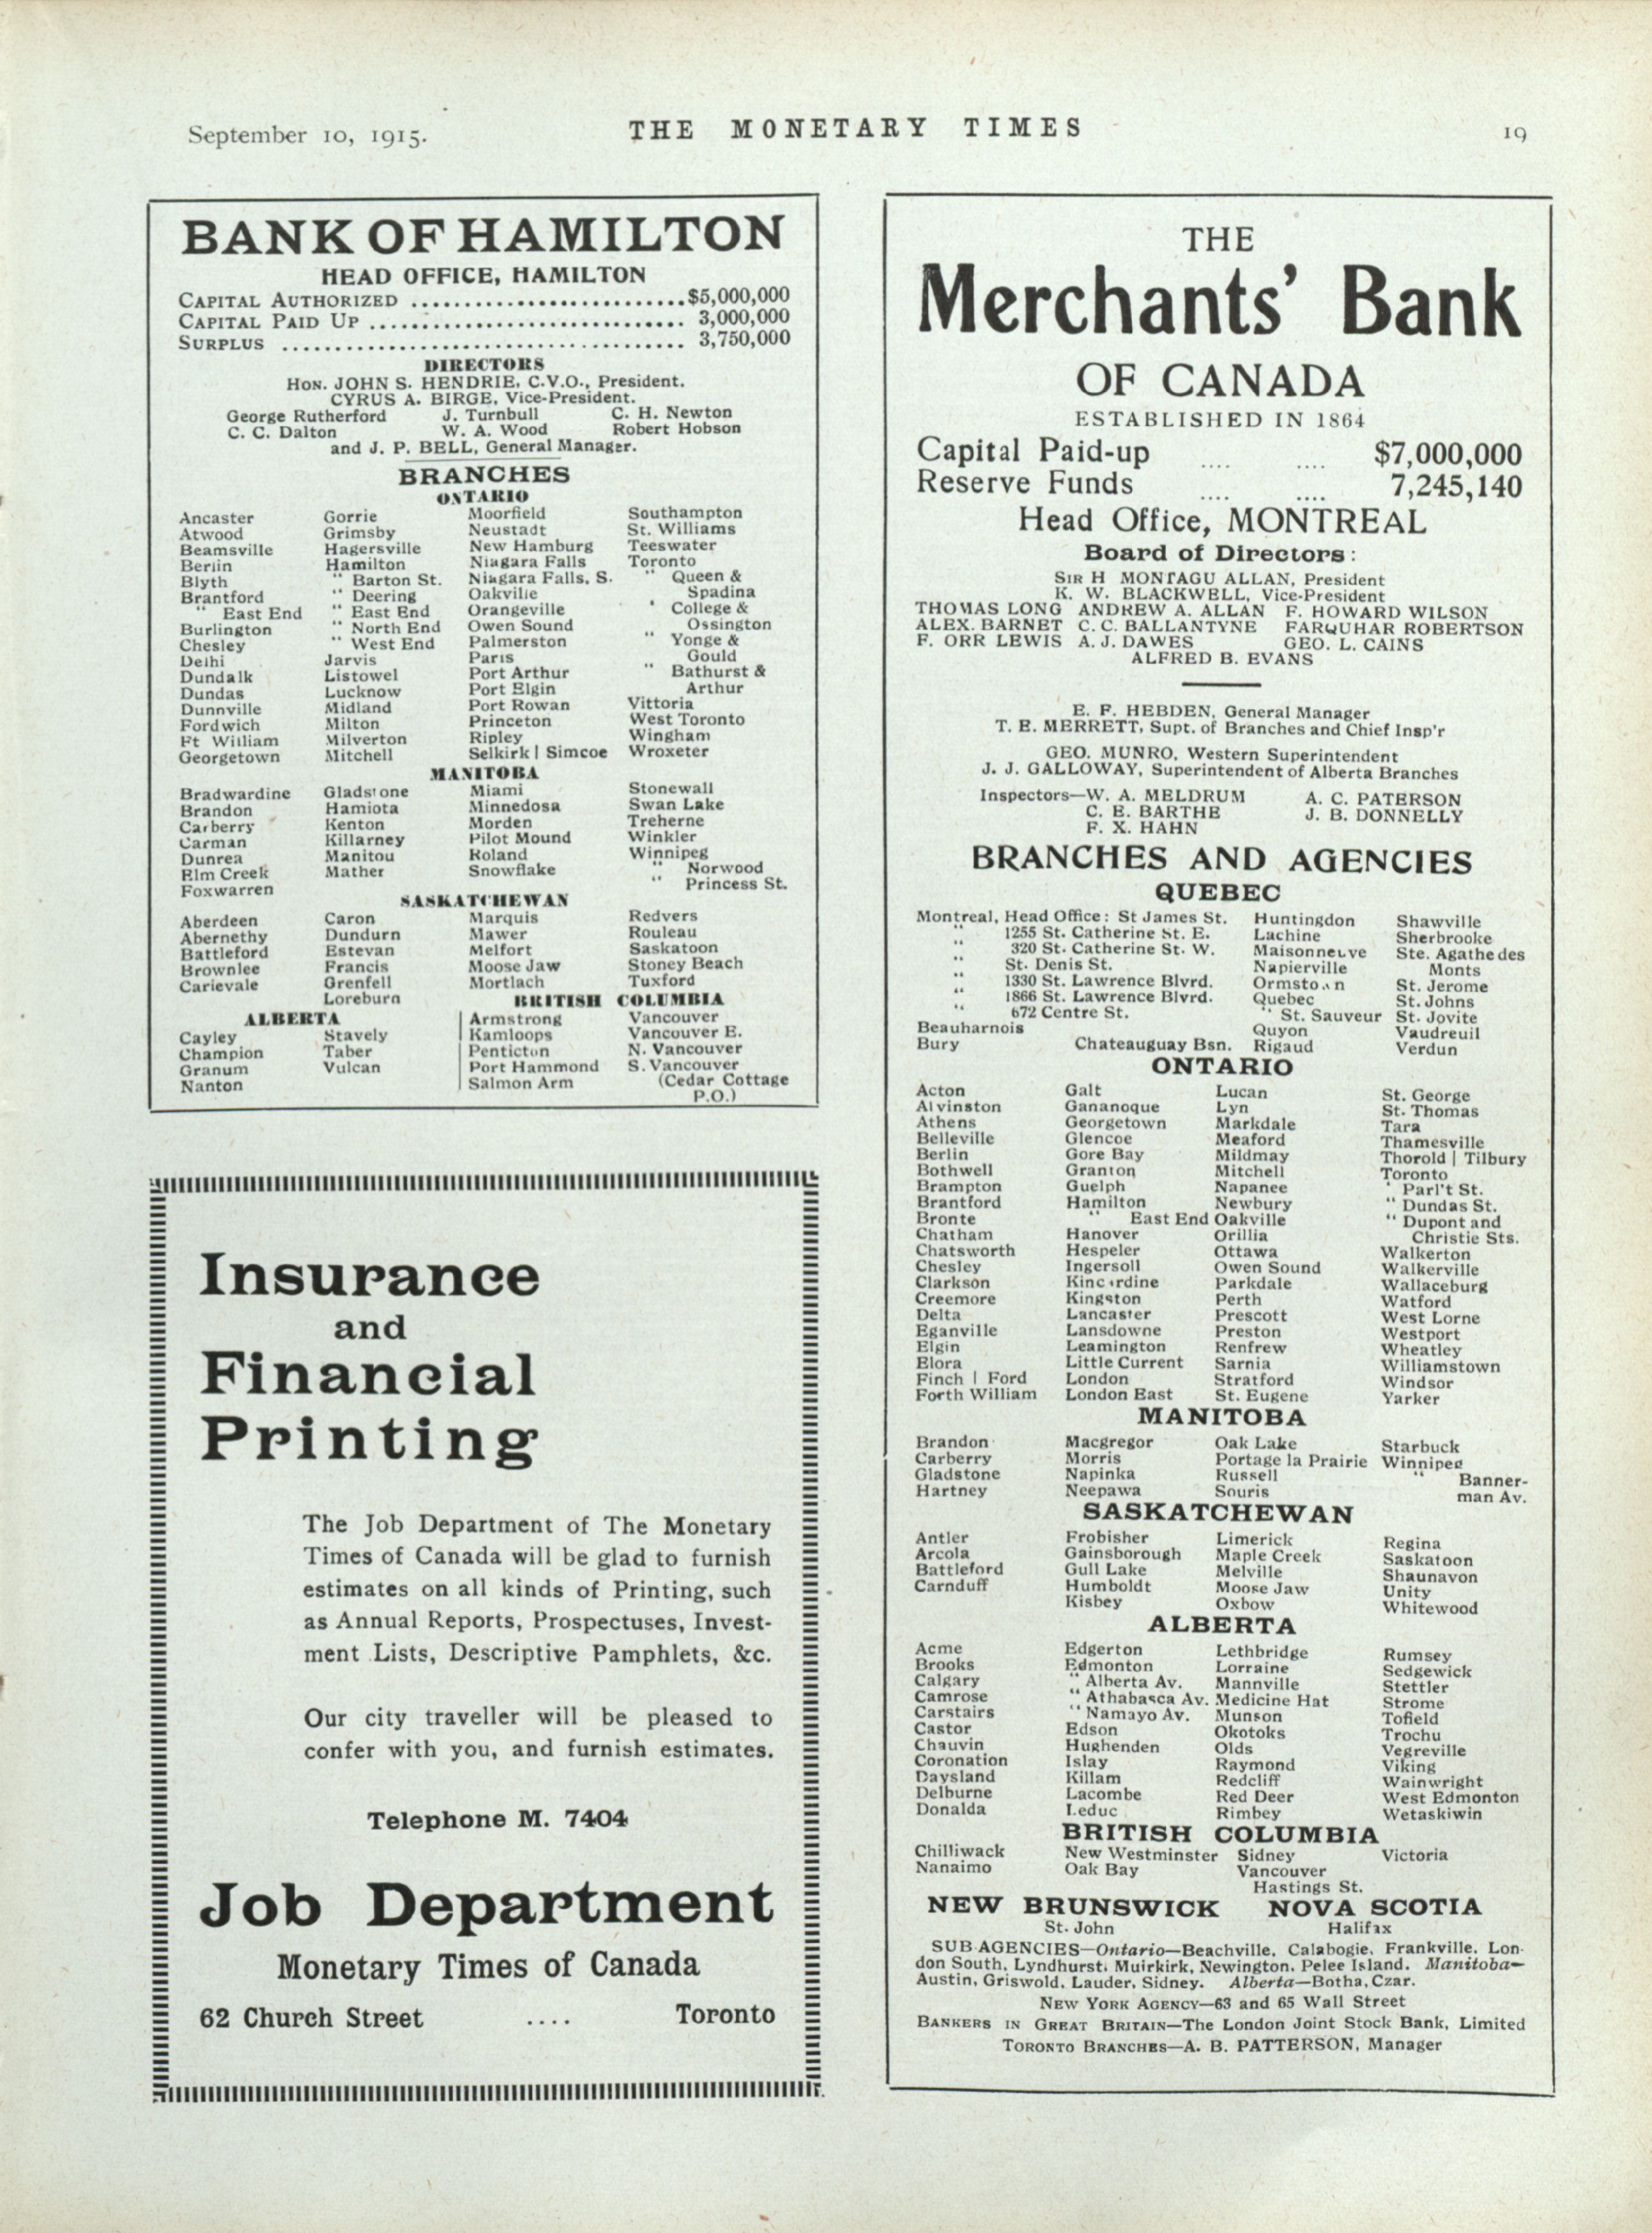 September 10, 1915.
THE MONETARY TIMES
19
BANK OF HAMILTON
HEAD OFFICE, HAMILTON
CAPITAL AUTHORIZED ..........................$5,000,000
CAPITAL PAID UP .............................. 3,000,000
SURPLUS ...................................... 3,750,000
DIRECTORS
HON. JOHN S. HENDRIE, C.V.O., President.
CYRUS A. BIRGE, Vice-President.
George Rutherford J. Turnbull C. H. Newton
C. C. Dalton W. A. Wood Robert Hobson
and J. P. BELL, General Manager.
BRANCHES
ONTARIO
Ancaster Gorrie Moorfield Southampton
Atwood Grimsby Neustadt St. Williams
Beamsville Hagersville New Hamburg Teeswater
Berlin Hamilton Niagara Falls Toronto
Blyth " Barton St. Niagara Falls, S. " Queen &
Brantford " Deering Oakville Spadina
" East End " East End Orangeville " College &
Burlington " North End Owen Sound Ossington
Chesley " West End Palmerston " Yonge &
Delhi Jarvis Paris Gould
Dundalk Listowel Port Arthur " Bathurst &
Dundas Lucknow Port Elgin Arthur
Dunnville Midland Port Rowan Vittoria
Fordwich Milton Princeton West Toronto
Ft William Milverton Ripley Wingham
Georgetown Mitchell Selkirk | Simcoe Wroxeter
MANITOBA
Bradwardine Gladstone Miami Stonewall
Brandon Hamiota Minnedosa Swan Lake
Carberry Kenton Morden Treherne
Carman Killarney Pilot Mound Winkler
Dunrea Manitou Roland Winnipeg
Elm Creek Mather Snowflake " Norwood
Foxwarren " Princess St.
SASKATCHEWAN
Aberdeen Caron Marquis Redvers
Abernethy Dundurn Mawer Rouleau
Battleford Estevan Melfort Saskatoon
Brownlee Francis Moose Jaw Stoney Beach
Carievale Grenfell Mortlach Tuxford
Loreburn BRITISH COLUMBIA
ALBERTA Armstrong Vancouver
Cayley Stavely Kamloops Vancouver E.
Champion Taber Penticton N. Vancouver
Granum Vulcan Port Hammond S. Vancouver
Nanton Salmon Arm (Cedar Cottage
P.O.)
Insurance
and
Financial
Printing
The Job Department of The Monetary
Times of Canada will be glad to furnish
estimates on all kinds of Printing, such
as Annual Reports, Prospectuses, Invest-
ment Lists, Descriptive Pamphlets, &c.
Our city traveller will be pleased to
confer with you, and furnish estimates.
Telephone M. 7404
Job Department
Monetary Times of Canada
62 Church Street .... Toronto
THE
Merchants' Bank
OF CANADA
ESTABLISHED IN 1864
Capital Paid-up .... .... $7,000,000
Reserve Funds .... .... 7,245,140
Head Office, MONTREAL
Board of Directors:
SIR H MONTAGU ALLAN, President
K. W. BLACKWELL, Vice-President
THOMAS LONG ANDREW A. ALLAN F. HOWARD WILSON
ALEX. BARNET C. C. BALLANTYNE FARQUHAR ROBERTSON
F. ORR LEWIS A. J. DAWES GEO. L. CAINS
ALFRED B. EVANS
E. F. HEBDEN, General Manager
T. E. MERRETT, Supt. of Branches and Chief Insp'r
GEO. MUNRO, Western Superintendent
J. J. GALLOWAY, Superintendent of Alberta Branches
Inspectors—W. A. MELDRUM A. C. PATERSON
C. E. BARTHE J. B. DONNELLY
F. X. HAHN
BRANCHES AND AGENCIES
QUEBEC
Montreal, Head Office: St James St. Huntingdon Shawville
" 1255 St. Catherine St. E. Lachine Sherbrooke
" 320 St. Catherine St. W. Maisonneuve Ste. Agathe des
" St. Denis St. Napierville Monts
" 1330 St. Lawrence Blvrd. Ormstown St. Jerome
" 1866 St. Lawrence Blvrd. Quebec St. Johns
" 672 Centre St. " St. Sauveur St. Jovite
Beauharnois Quyon Vaudreuil
Bury Chateauguay Bsn. Rigaud Verdun
ONTARIO
Acton Galt Lucan St. George
Alvinston Gananoque Lyn St. Thomas
Athens Georgetown Markdale Tara
Belleville Glencoe Meaford Thamesville
Berlin Gore Bay Mildmay Thorold | Tilbury
Bothwell Granton Mitchell Toronto
Brampton Guelph Napanee " Parl't St.
Brantford Hamilton Newbury " Dundas St.
Bronte " East End Oakville " Dupont and
Chatham Hanover Orillia Christie Sts.
Chatsworth Hespeler Ottawa Walkerton
Chesley Ingersoll Owen Sound Walkerville
Clarkson Kincardine Parkdale Wallaceburg
Creemore Kingston Perth Watford
Delta Lancaster Prescott West Lorne
Eganville Lansdowne Preston Westport
Elgin Leamington Renfrew Wheatley
Elora Little Current Sarnia Williamstown
Finch | Ford London Stratford Windsor
Forth William London East St. Eugene Yarker
MANITOBA
Brandon Macgregor Oak Lake Starbuck
Carberry Morris Portage la Prairie Winnipeg
Gladstone Napinka Russell " Banner-
Hartney Neepawa Souris man Av.
SASKATCHEWAN
Antler Frobisher Limerick Regina
Arcola Gainsborough Maple Creek Saskatoon
Battleford Gull Lake Melville Shaunavon
Carnduff Humboldt Moose Jaw Unity
Kisbey Oxbow Whitewood
ALBERTA
Acme Edgerton Lethbridge Rumsey
Brooks Edmonton Lorraine Sedgewick
Calgary " Alberta Av. Mannville Stettler
Camrose " Athabasca Av. Medicine Hat Strome
Carstairs " Namayo Av. Munson Tofield
Castor Edson Okotoks Trochu
Chauvin Hughenden Olds Vegreville
Coronation Islay Raymond Viking
Daysland Killam Redcliff Wainwright
Delburne Lacombe Red Deer West Edmonton
Donalda Leduc Rimbey Wetaskiwin
BRITISH COLUMBIA
Chilliwack New Westminster Sidney Victoria
Nanaimo Oak Bay Vancouver
Hastings St.
NEW BRUNSWICK NOVA SCOTIA
St. John Halifax
SUB-AGENCIES—Ontario—Beachville, Calabogie, Frankville, Lon-
don South, Lyndhurst, Muirkirk, Newington, Pelee Island. Manitoba—
Austin, Griswold, Lauder, Sidney. Alberta—Botha, Czar.
NEW YORK AGENCY—63 and 65 Wall Street
BANKERS IN GREAT BRITAIN—The London Joint Stock Bank, Limited
TORONTO BRANCHES—A. B. PATTERSON, Manager